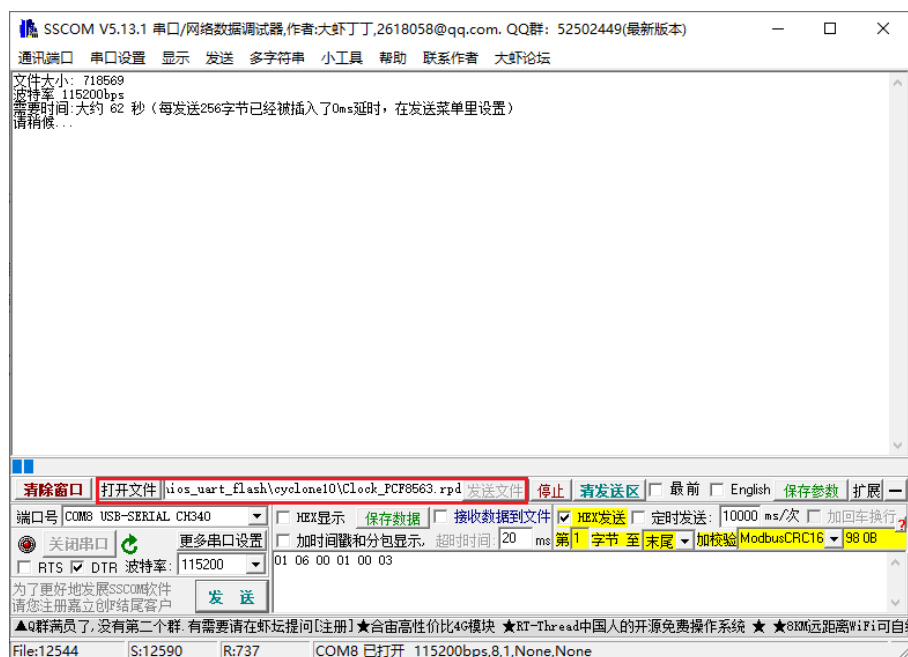 SSCOM V5.13.1 串口/网络数据调试器,作者:大虾丁丁,2618058@qq.com. QQ群: 52502449(最新版本)
通讯端口 串口设置 显示 发送 多字符串 小工具 帮助 联系作者 大虾论坛
文件大小: 718569
波特率 115200bps
需要时间:大约 62 秒（每发送256字节已经被插入了0ms延时，在发送菜单里设置）
请稍候...
清除窗口 打开文件 \ios_uart_flash\cyclone10\Clock_PCF8563.rpd 发送文件 停止 清发送区 最前 English 保存参数 扩展 —
端口号 COM8 USB-SERIAL CH340 HEX显示 保存数据 接收数据到文件 HEX发送 定时发送: 10000 ms/次 加回车换行 ?
关闭串口 更多串口设置 加时间戳和分包显示, 超时时间: 20 ms 第1 字节 至 末尾 加校验 ModbusCRC16 98 0B
RTS DTR 波特率: 115200 01 06 00 01 00 03
为了更好地发展SSCOM软件
请您注册嘉立创F结尾客户
发 送
▲Q群满员了,没有第二个群.有需要请在虾坛提问[注册] ★合宙高性价比4G模块 ★RT-Thread中国人的开源免费操作系统 ★ ★8KM远距离WiFi可自
File:12544 S:12590 R:737 COM8 已打开 115200bps,8,1,None,None